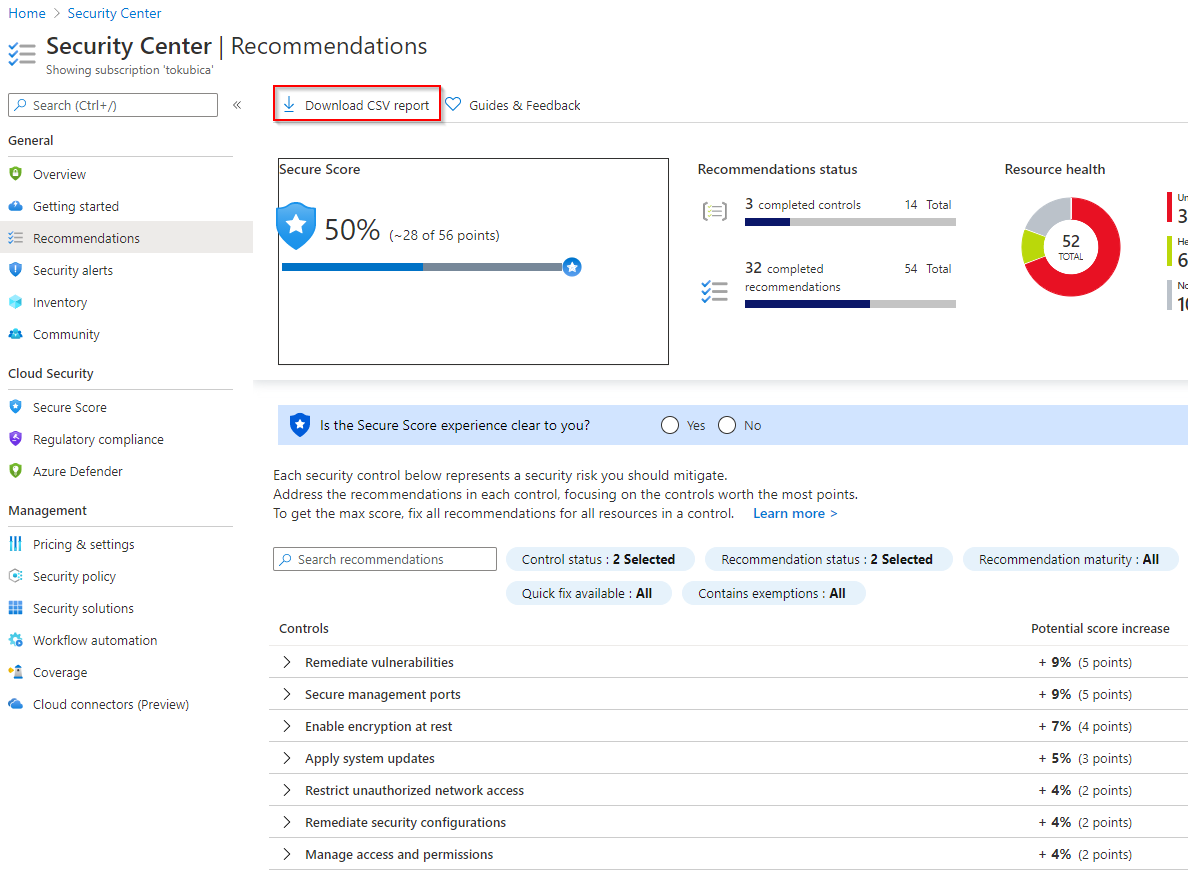 Home > Security Center
Security Center | Recommendations
Showing subscription 'tokubica'
Search (Ctrl+/)
«
General
Overview
Getting started
Recommendations
Security alerts
Inventory
Community
Cloud Security
Secure Score
Regulatory compliance
Azure Defender
Management
Pricing & settings
Security policy
Security solutions
Workflow automation
Coverage
Cloud connectors (Preview)
Download CSV report
Guides & Feedback
Secure Score
50% (~28 of 56 points)
Recommendations status
3 completed controls 14 Total
32 completed 54 Total
recommendations
Resource health
52
TOTAL
Un
3
He
6
No
10
Is the Secure Score experience clear to you? Yes No
Each security control below represents a security risk you should mitigate.
Address the recommendations in each control, focusing on the controls worth the most points.
To get the max score, fix all recommendations for all resources in a control. Learn more >
Search recommendations
Control status : 2 Selected
Recommendation status : 2 Selected
Recommendation maturity : All
Quick fix available : All
Contains exemptions : All
Controls Potential score increase
Remediate vulnerabilities + 9% (5 points)
Secure management ports + 9% (5 points)
Enable encryption at rest + 7% (4 points)
Apply system updates + 5% (3 points)
Restrict unauthorized network access + 4% (2 points)
Remediate security configurations + 4% (2 points)
Manage access and permissions + 4% (2 points)